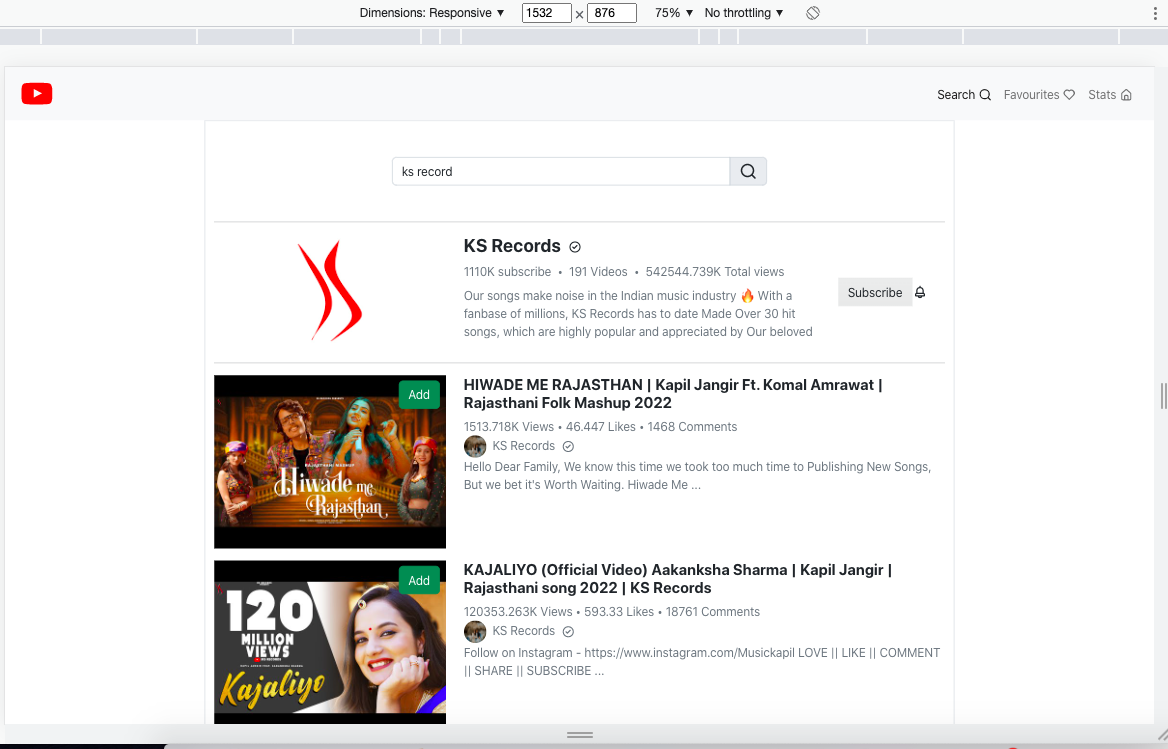 Dimensions: Responsive ▼ 1532 × 876 75% ▼ No throttling ▼
Search Favourites Stats
ks record
KS Records
1110K subscribe • 191 Videos • 542544.739K Total views
Our songs make noise in the Indian music industry 🔥 With a
fanbase of millions, KS Records has to date Made Over 30 hit
songs, which are highly popular and appreciated by Our beloved
Subscribe
Add
Hiwade me
Rajasthan
HIWADE ME RAJASTHAN | Kapil Jangir Ft. Komal Amrawat |
Rajasthani Folk Mashup 2022
1513.718K Views • 46.447 Likes • 1468 Comments
KS Records
Hello Dear Family, We know this time we took too much time to Publishing New Songs,
But we bet it's Worth Waiting. Hiwade Me ...
Add
120
MILLION
VIEWS
Kajaliyo
KAJALIYO (Official Video) Aakanksha Sharma | Kapil Jangir |
Rajasthani song 2022 | KS Records
120353.263K Views • 593.33 Likes • 18761 Comments
KS Records
Follow on Instagram - https://www.instagram.com/Musickapil LOVE || LIKE || COMMENT
|| SHARE || SUBSCRIBE ...